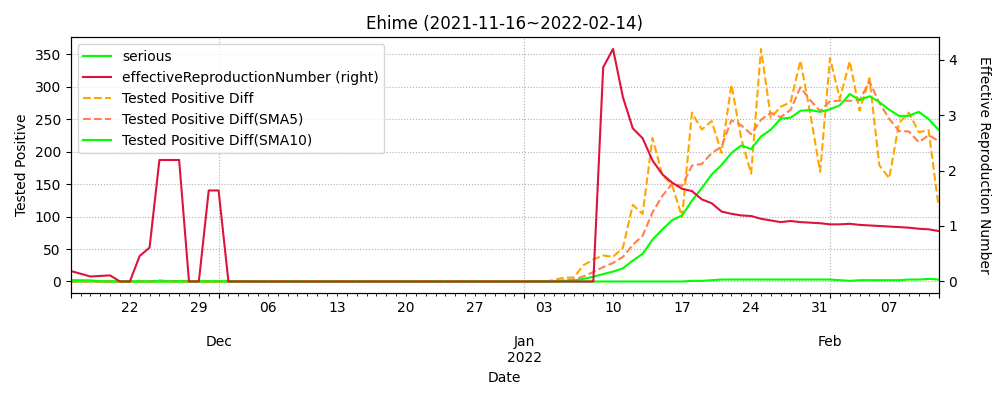 Ehime (2021-11-16~2022-02-14)
serious
effectiveReproductionNumber (right)
Tested Positive Diff
Tested Positive Diff(SMA5)
Tested Positive Diff(SMA10)
Tested Positive
350
300
250
200
150
100
50
0
Effective Reproduction Number
4
3
2
1
0
22 29 06 13 20 27 03 10 17 24 31 07
Dec Jan Feb
2022
Date